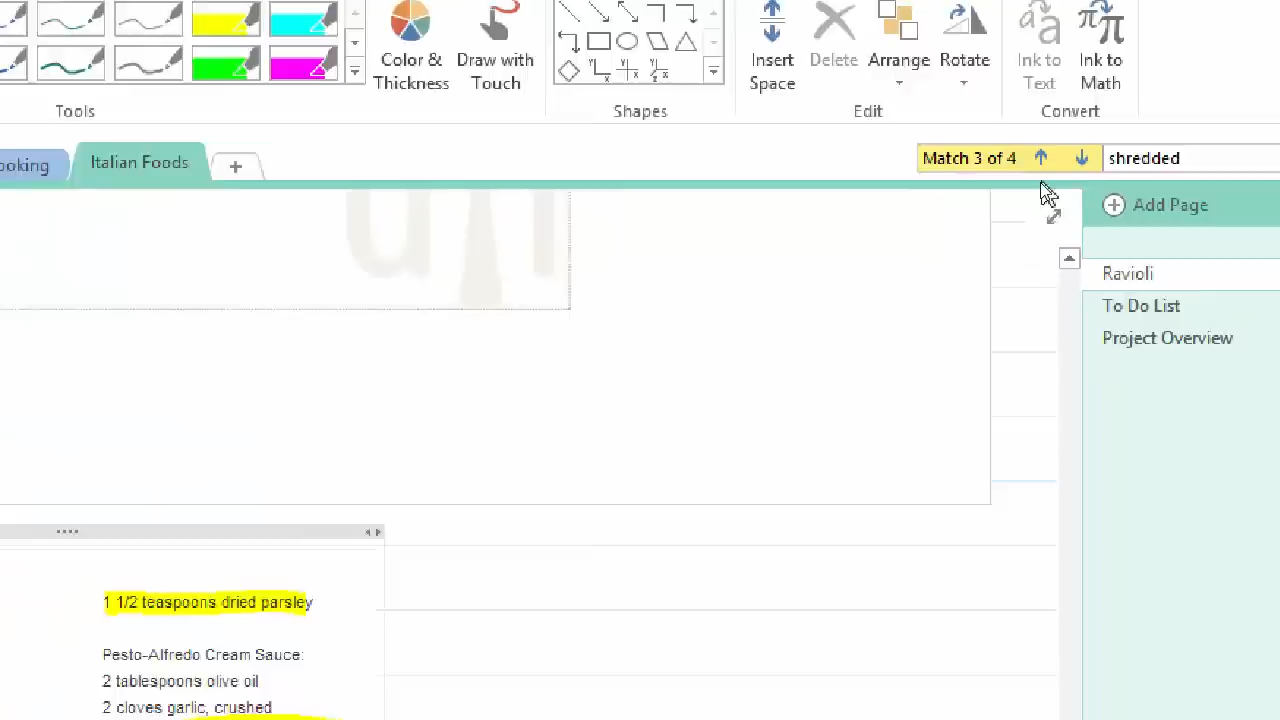 Color & Thickness
Draw with Touch
Insert Space
Delete
Arrange
Rotate
Ink to Text
Ink to Math
Tools
Shapes
Edit
Convert
ooking
Italian Foods
+
Match 3 of 4
shredded
Add Page
Ravioli
To Do List
Project Overview
1 1/2 teaspoons dried parsley
Pesto-Alfredo Cream Sauce:
2 tablespoons olive oil
2 cloves garlic, crushed